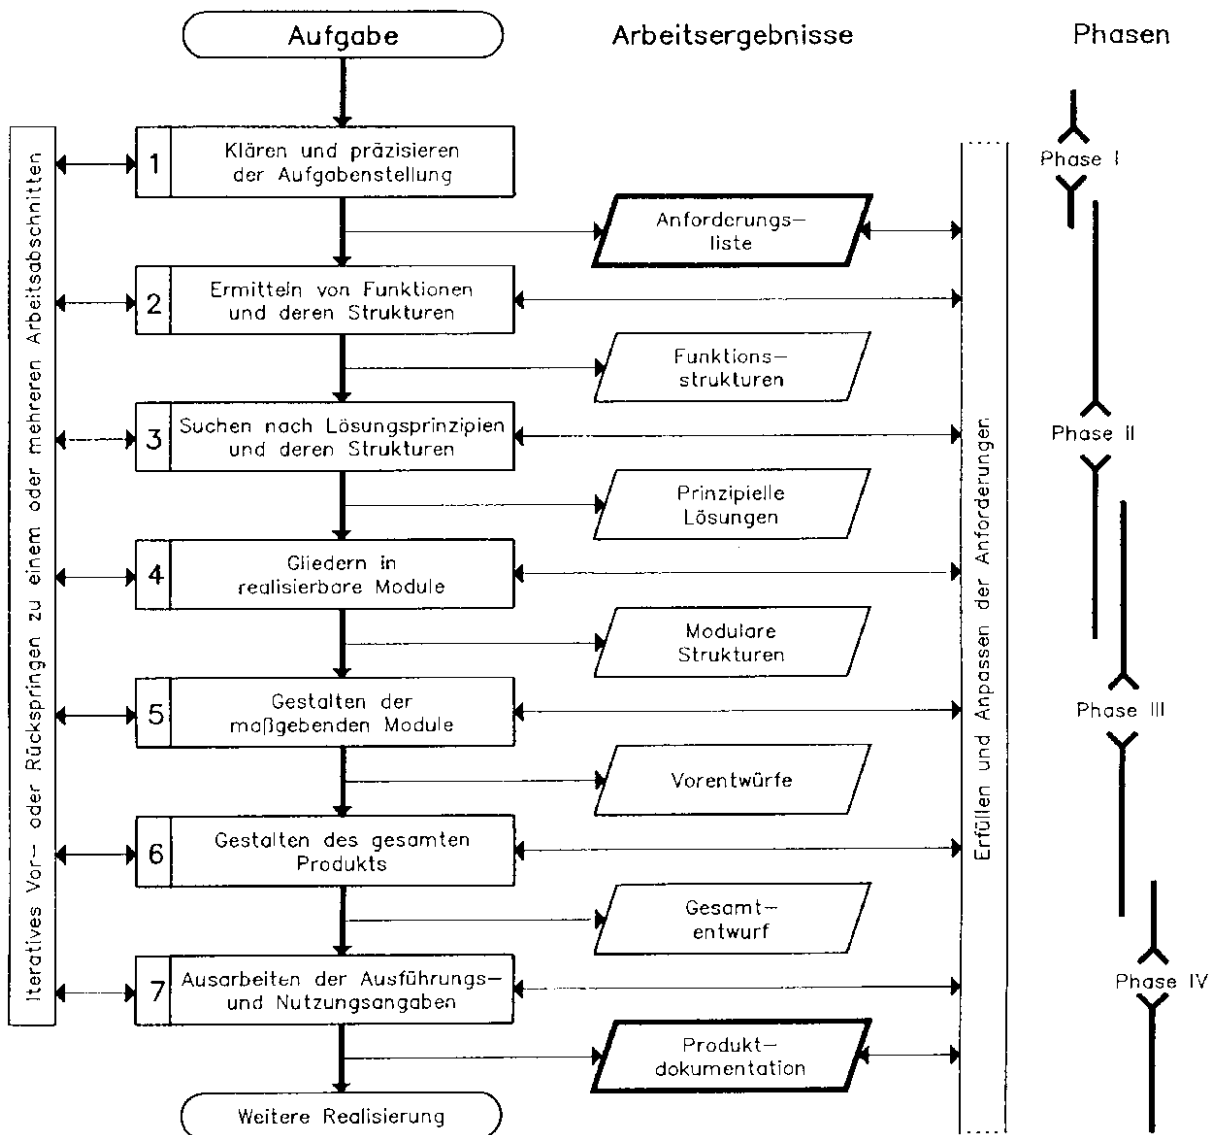 Aufgabe
Arbeitsergebnisse
Phasen
Iteratives Vor- oder Rückspringen zu einem oder mehreren Arbeitsabschnitten
1
Klären und präzisieren
der Aufgabenstellung
Phase I
Anforderungs-
liste
2
Ermitteln von Funktionen
und deren Strukturen
Funktions-
strukturen
3
Suchen nach Lösungsprinzipien
und deren Strukturen
Phase II
Prinzipielle
Lösungen
4
Gliedern in
realisierbare Module
Modulare
Strukturen
5
Gestalten der
maßgebenden Module
Phase III
Vorentwürfe
6
Gestalten des gesamten
Produkts
Gesamt-
entwurf
7
Ausarbeiten der Ausführungs-
und Nutzungsangaben
Phase IV
Produkt-
dokumentation
Weitere Realisierung
Erfüllen und Anpassen der Anforderungen